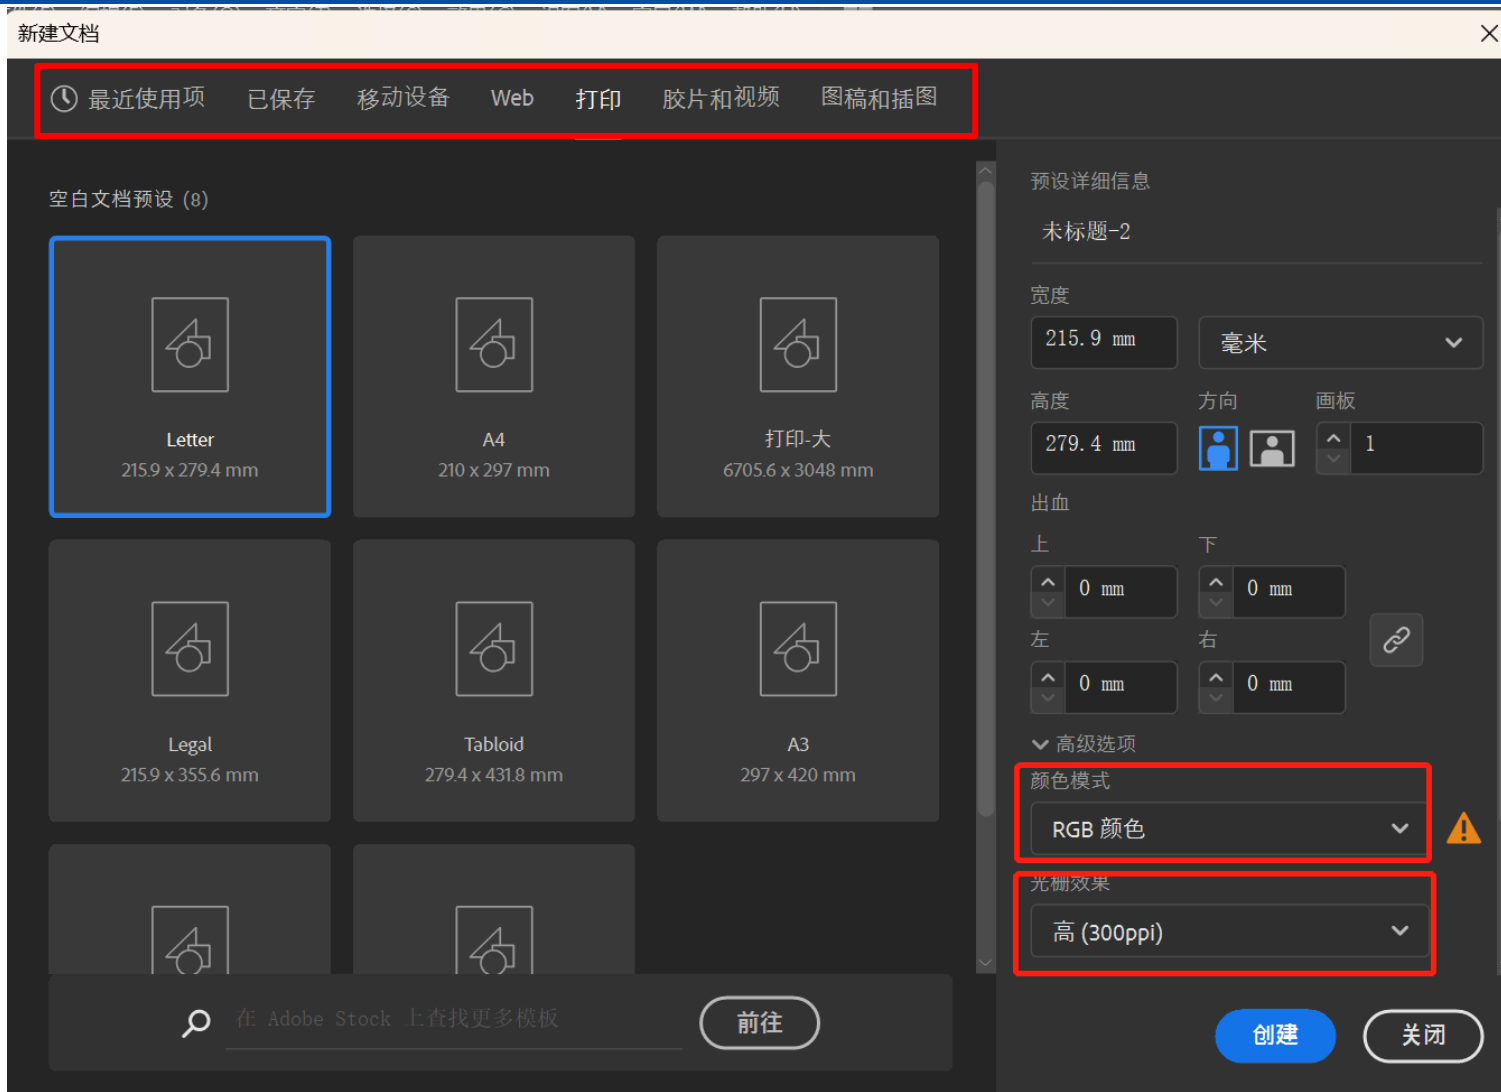 新建文档
最近使用项 已保存 移动设备 Web 打印 胶片和视频 图稿和插图
空白文档预设 (8)
Letter
215.9 x 279.4 mm
A4
210 x 297 mm
打印-大
6705.6 x 3048 mm
Legal
215.9 x 355.6 mm
Tabloid
279.4 x 431.8 mm
A3
297 x 420 mm
在 Adobe Stock 上查找更多模板
前往
预设详细信息
未标题-2
宽度
215.9 mm 毫米
高度 方向 画板
279.4 mm 1
出血
上 下
0 mm 0 mm
左 右
0 mm 0 mm
高级选项
颜色模式
RGB 颜色
光栅效果
高 (300ppi)
创建 关闭